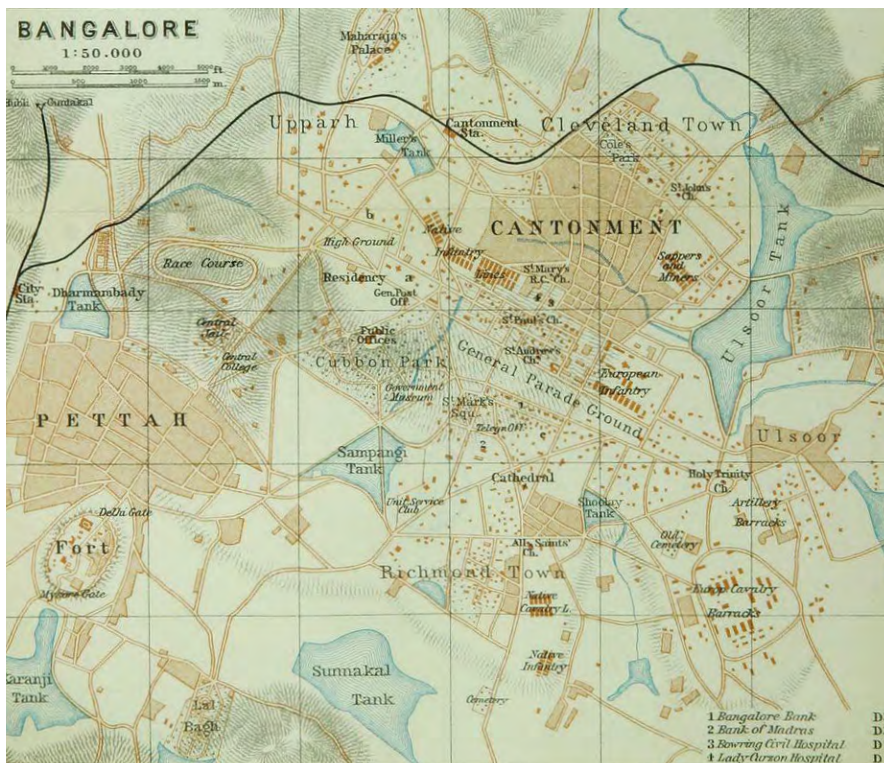 BANGALORE
1:50.000
Maharaja's
Palace
Upparh
Cantonment
Sta.
Cleveland Town
Miller's
Tank
Cole's
Park
St John's
Ch.
b
Native
Infantry
Lines
CANTONMENT
High Ground
Race Course
Residency a
Gen. Post
Off.
St Mary's
R.C. Ch.
Sappers
and
Miners
Ulsoor Tank
City
Sta.
Dharmambady
Tank
Central
Jail
Central
College
Public
Offices
Cubbon Park
Government
Museum
St Paul's Ch.
St Andrew's
Ch.
General Parade Ground
European
Infantry
PETTAH
St Mark's
Squ.
Telegr. Off.
Ulsoor
Sampangi
Tank
Cathedral
Holy Trinity
Ch.
Unit. Service
Club
Shoolay
Tank
Artillery
Barracks
Old
Cemetery
Delhi Gate
Fort
Mysore Gate
All Saints'
Ch.
Richmond Town
Native
Cavalry L.
Europ. Cavalry
Barracks
Native
Infantry
Karanji
Tank
Sunnakal
Tank
Lal
Bagh
Cemetery
1 Bangalore Bank D
2 Bank of Madras D
3 Bowring Civil Hospital D
4 Lady Curzon Hospital D